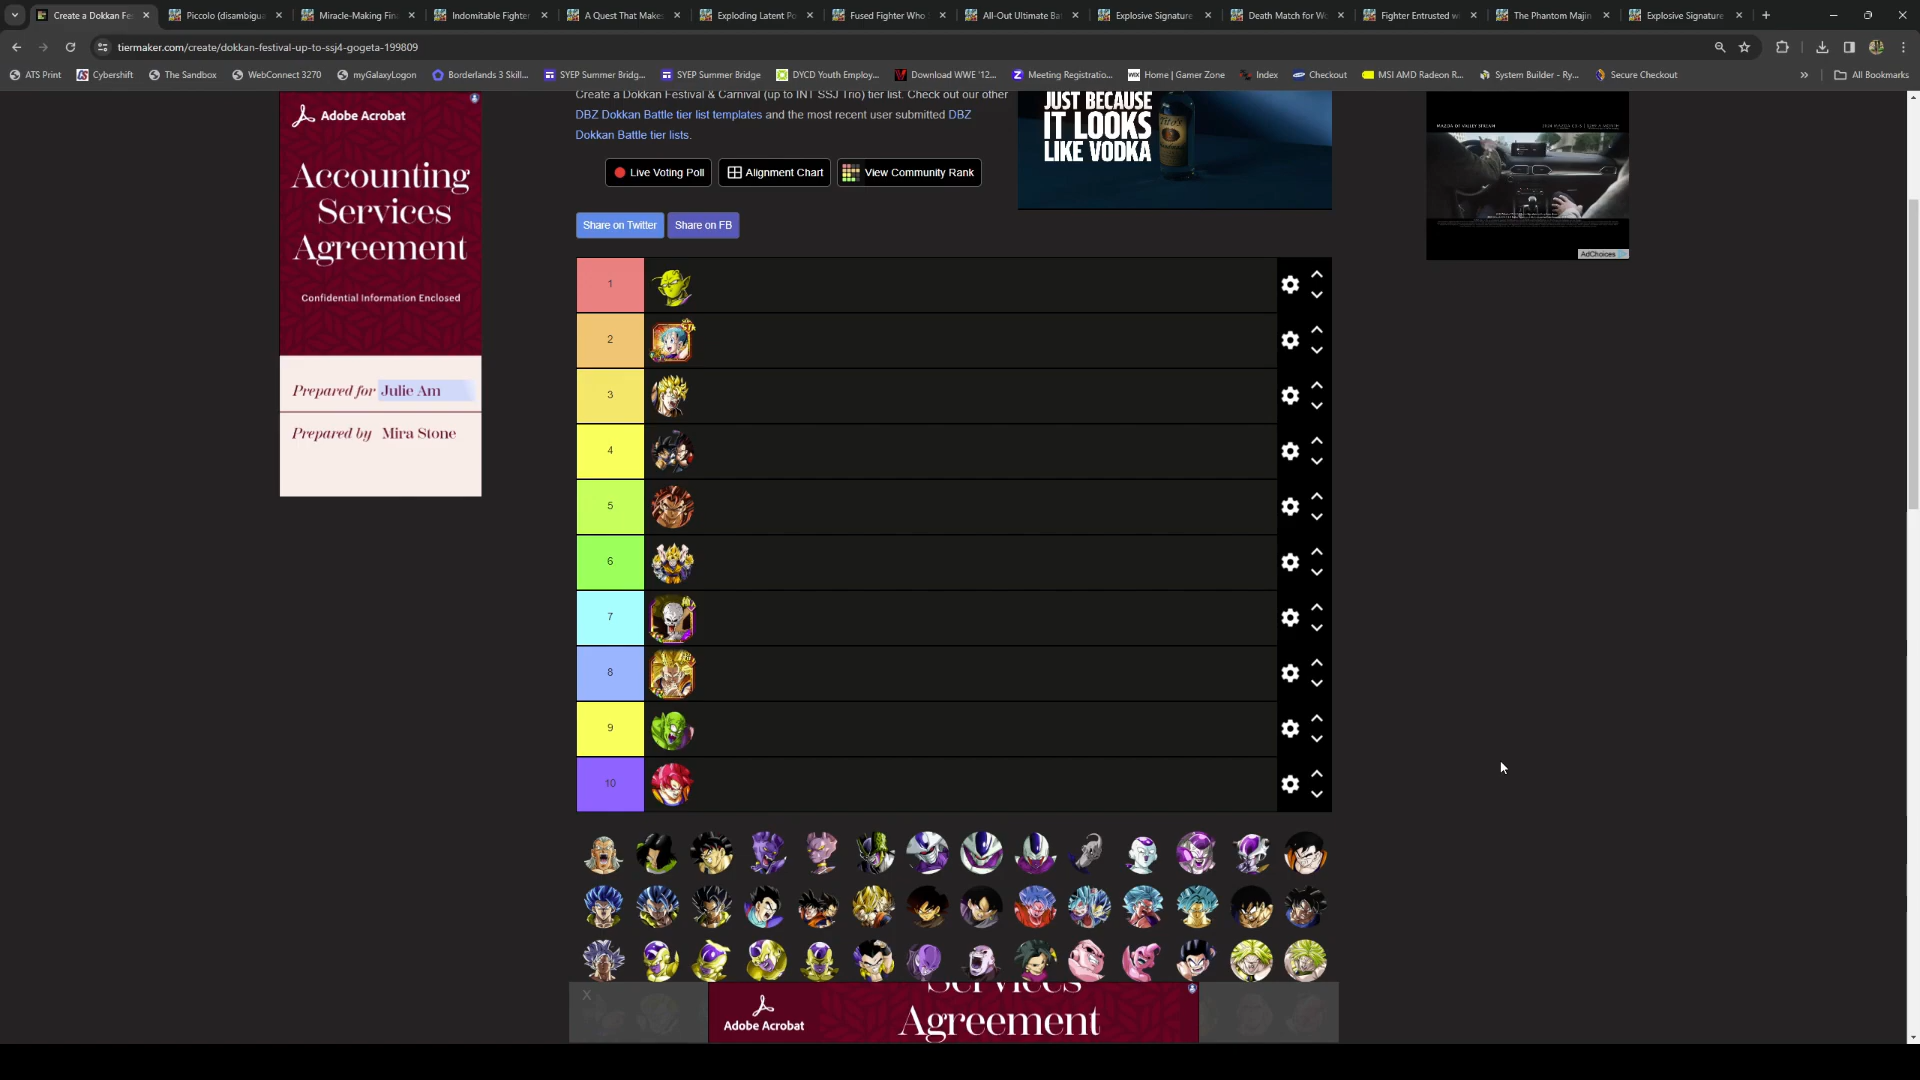 Create a Dokkan Fes
Piccolo (disambigua
Miracle-Making Fin
Indomitable Fighter
A Quest That Make
Exploding Latent Po
Fused Fighter Who
All-Out Ultimate Ba
Explosive Signature
Death Match for Wo
Fighter Entrusted w
The Phantom Majin
Explosive Signature
tiermaker.com/create/dokkan-festival-up-to-ssj4-gogeta-199809
ATS Print
Cybershift
The Sandbox
WebConnect 3270
myGalaxyLogon
Borderlands 3 Skill...
SYEP Summer Bridg...
SYEP Summer Bridge
DYCD Youth Employ...
Download WWE '12...
Meeting Registratio...
Home | Gamer Zone
Index
Checkout
MSI AMD Radeon R...
System Builder - Ry...
Secure Checkout
All Bookmarks
Create a Dokkan Festival & Carnival (up to INT SSJ Trio) tier list. Check out our other
DBZ Dokkan Battle tier list templates and the most recent user submitted DBZ
Dokkan Battle tier lists.
Live Voting Poll
Alignment Chart
View Community Rank
Share on Twitter
Share on FB
JUST BECAUSE
IT LOOKS
LIKE VODKA
AdChoices
Adobe Acrobat
Accounting
Services
Agreement
Confidential Information Enclosed
Prepared for Julie Am
Prepared by Mira Stone
1
2
3
4
5
6
7
8
9
10
X
Adobe Acrobat
Services
Agreement